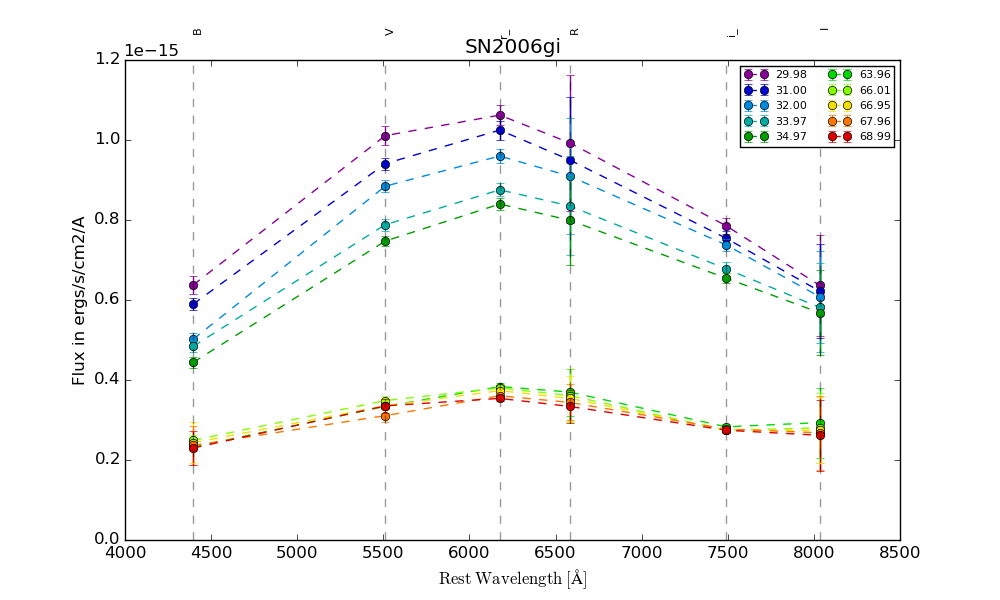 B V r_ R i_ I
1e−15 SN2006gi
1.2
1.0
0.8
0.6
0.4
0.2
0.0
Flux in ergs/s/cm2/A
29.98 63.96
31.00 66.01
32.00 66.95
33.97 67.96
34.97 68.99
4000 4500 5000 5500 6000 6500 7000 7500 8000 8500
Rest Wavelength [Å]